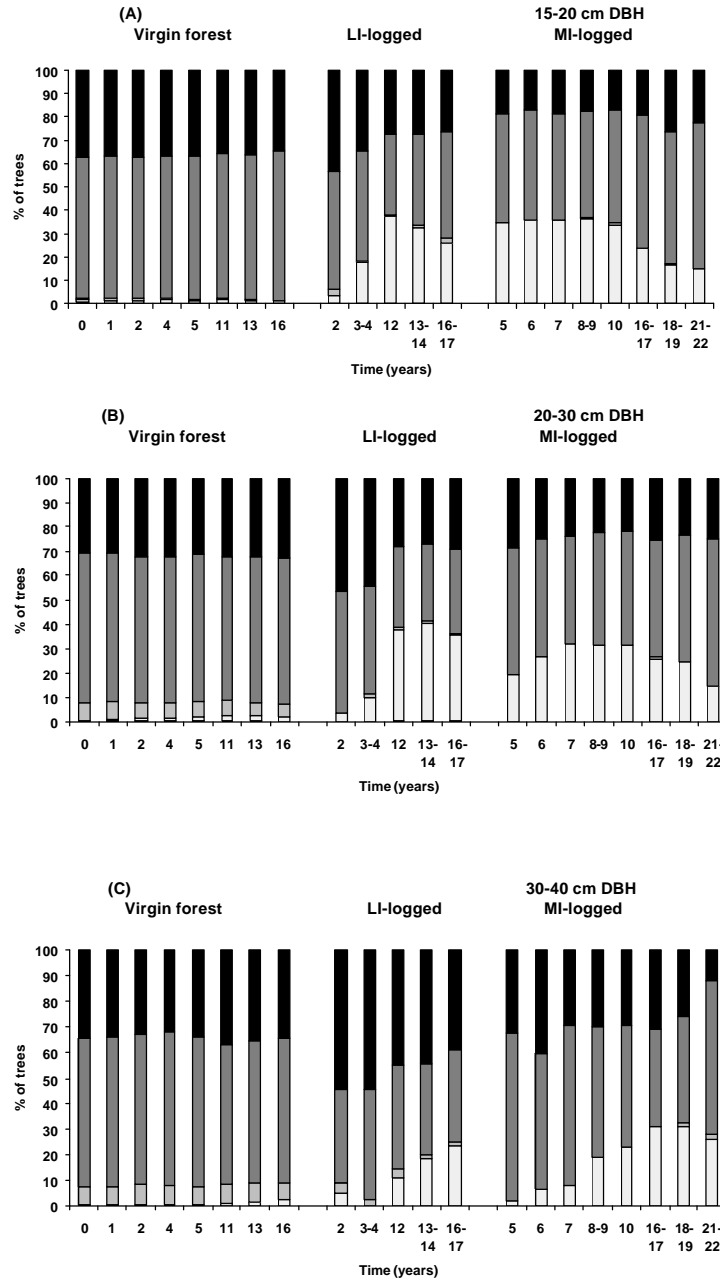 (A)
15-20 cm DBH
Virgin forest
LI-logged
MI-logged
100
90
80
70
60
50
40
30
20
10
0
% of trees
0 1 2 4 5 11 13 16 2 3-4 12 13-14 16-17 5 6 7 8-9 10 16-17 18-19 21-22
Time (years)
(B)
20-30 cm DBH
Virgin forest
LI-logged
MI-logged
100
90
80
70
60
50
40
30
20
10
0
% of trees
0 1 2 4 5 11 13 16 2 3-4 12 13-14 16-17 5 6 7 8-9 10 16-17 18-19 21-22
Time (years)
(C)
30-40 cm DBH
Virgin forest
LI-logged
MI-logged
100
90
80
70
60
50
40
30
20
10
0
% of trees
0 1 2 4 5 11 13 16 2 3-4 12 13-14 16-17 5 6 7 8-9 10 16-17 18-19 21-22
Time (years)